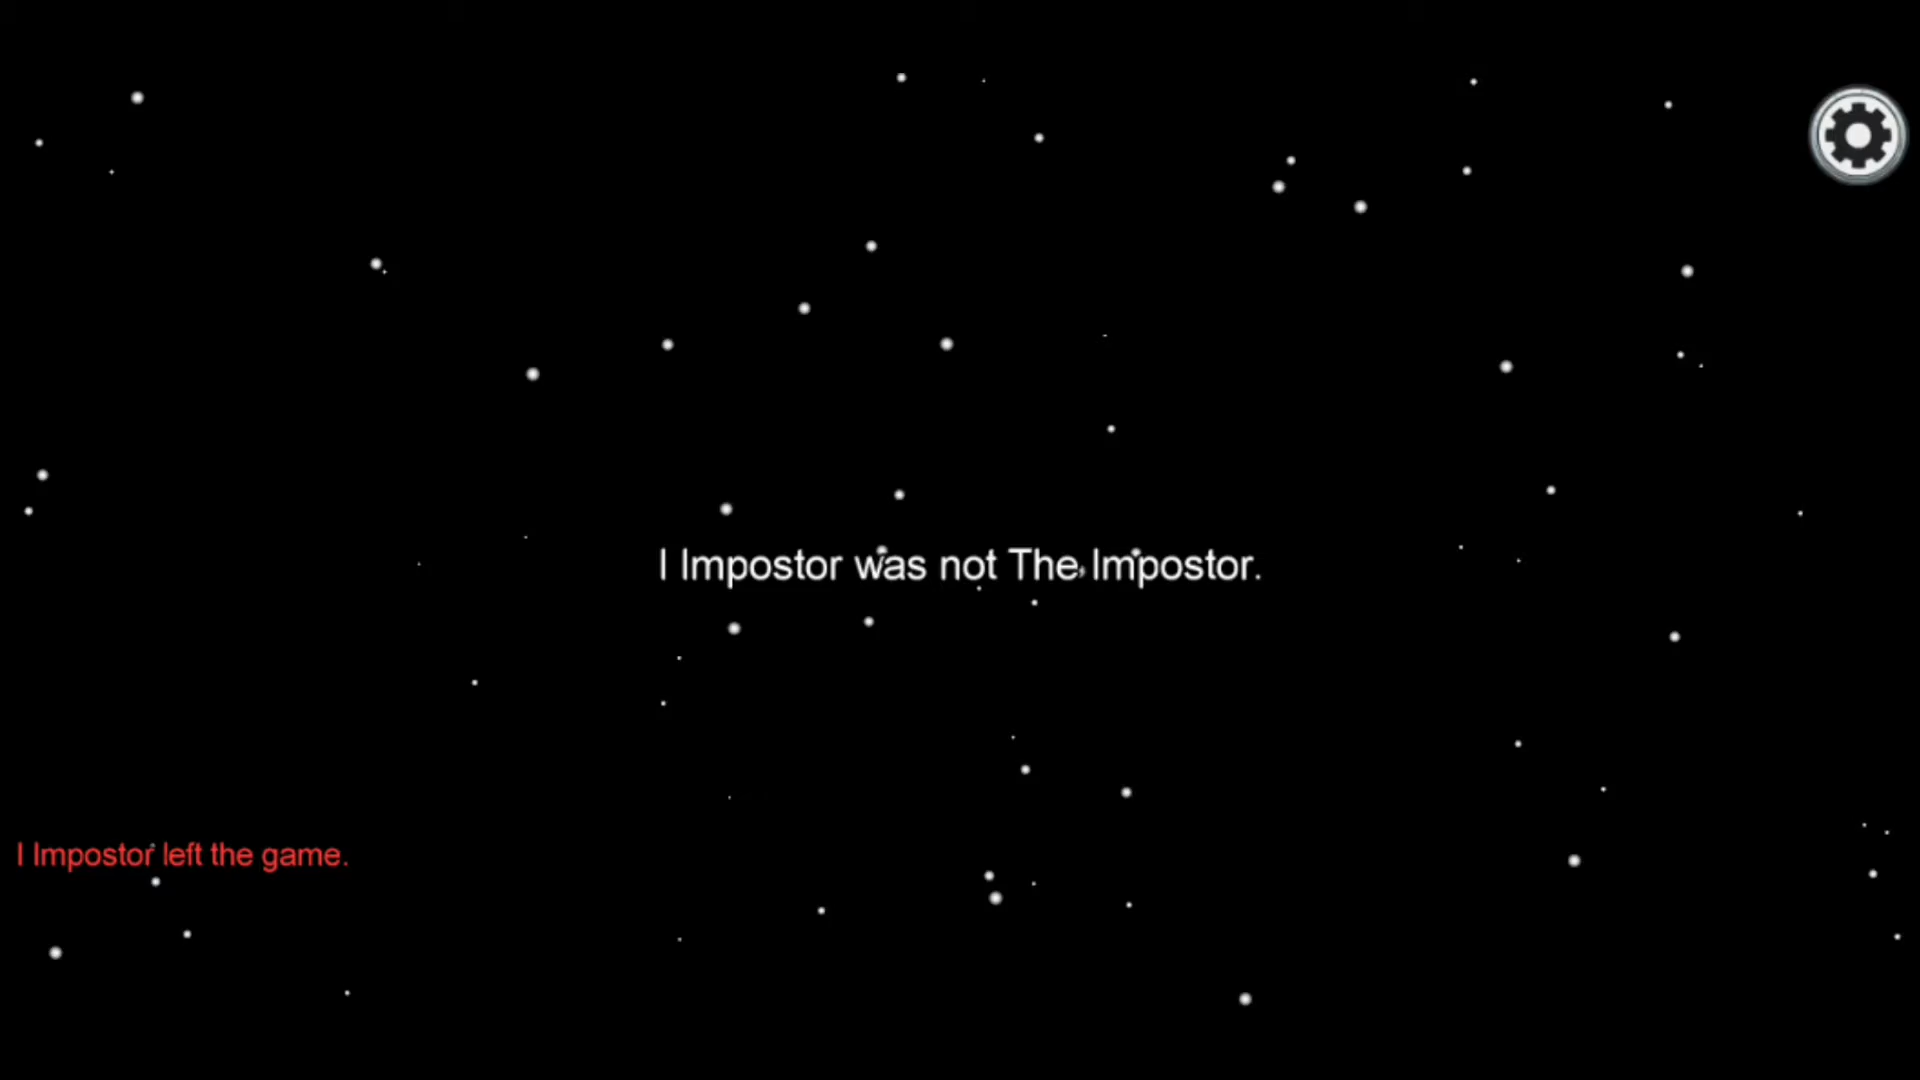 I Impostor was not The Impostor.
I Impostor left the game.